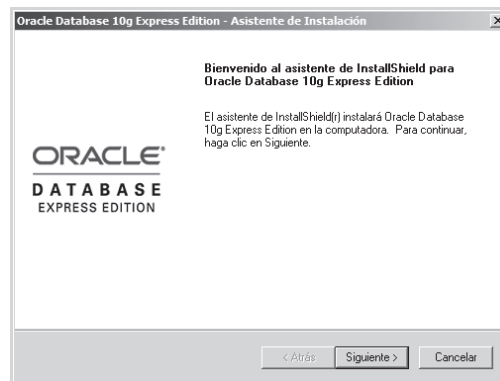 Oracle Database 10g Express Edition - Asistente de Instalación
Bienvenido al asistente de InstallShield para
Oracle Database 10g Express Edition
El asistente de InstallShield(r) instalará Oracle Database
10g Express Edition en la computadora. Para continuar,
haga clic en Siguiente.
ORACLE®
DATABASE
EXPRESS EDITION
< Atrás
Siguiente >
Cancelar